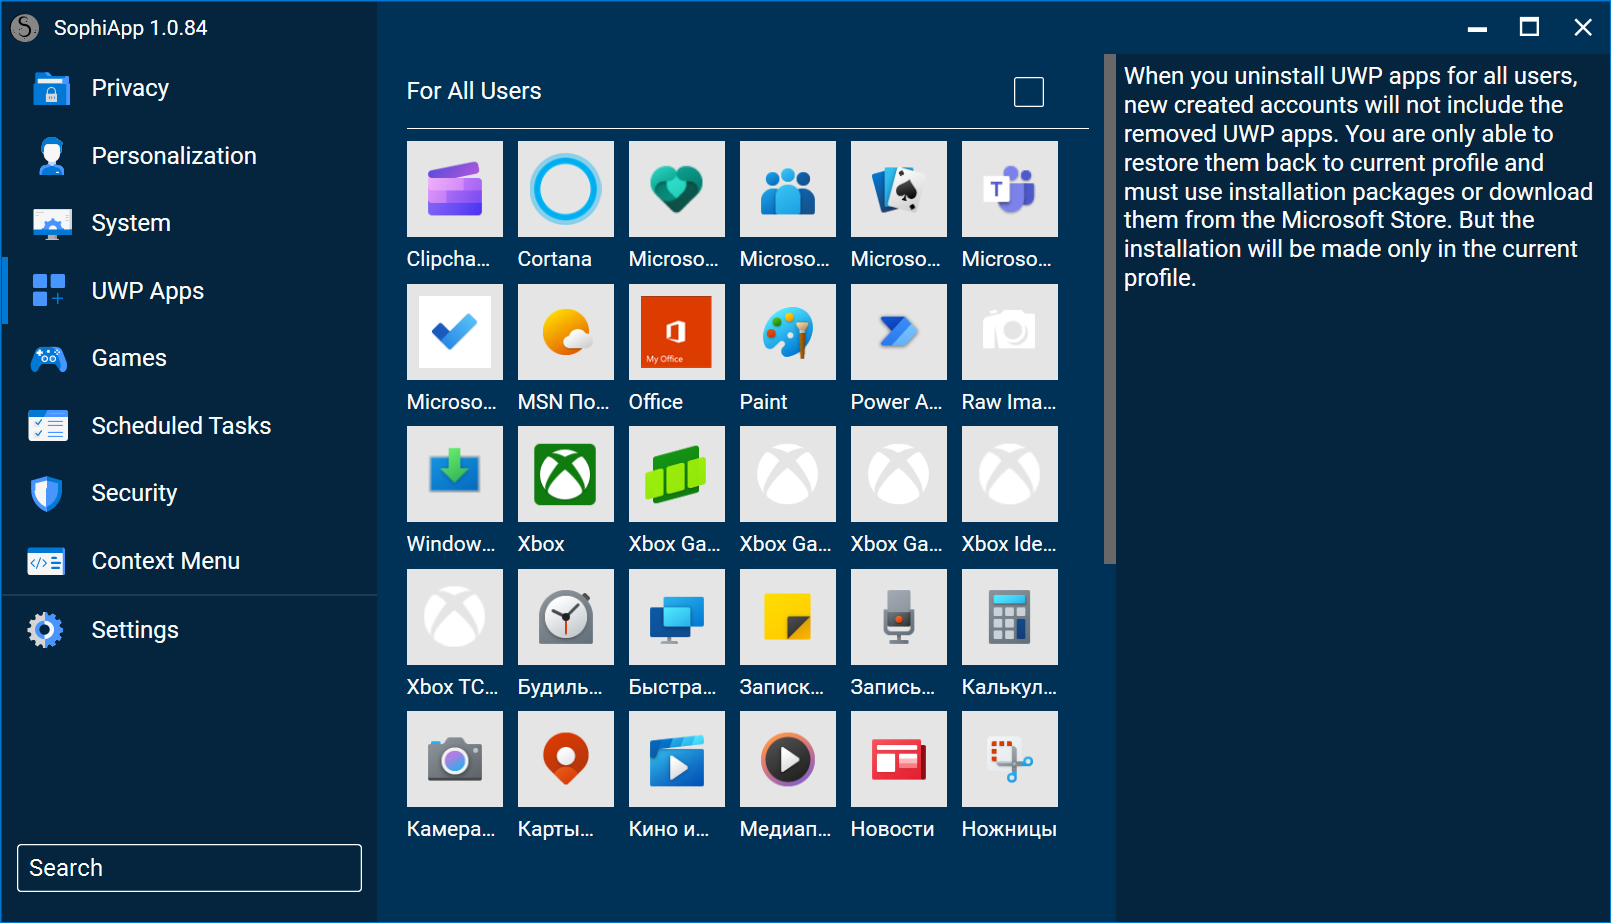 SophiApp 1.0.84
Privacy
Personalization
System
UWP Apps
Games
Scheduled Tasks
Security
Context Menu
Settings
Search
For All Users
Clipcha...
Cortana
Microso...
Microso...
Microso...
Microso...
T
Microso...
MSN По...
Office
My Office
Paint
Power A...
Raw Ima...
Window...
Xbox
Xbox Ga...
Xbox Ga...
Xbox Ga...
Xbox Ide...
Xbox TC...
Будиль...
Быстра...
Записк...
Запись...
Калькул...
Камера...
Карты...
Кино и...
Медиап...
Новости
Ножницы
When you uninstall UWP apps for all users,
new created accounts will not include the
removed UWP apps. You are only able to
restore them back to current profile and
must use installation packages or download
them from the Microsoft Store. But the
installation will be made only in the current
profile.